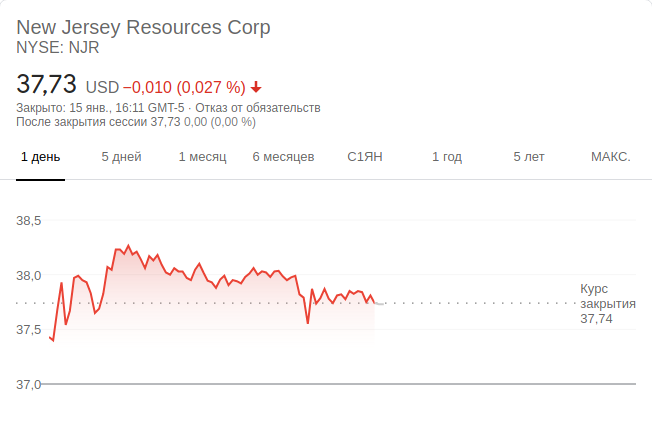 New Jersey Resources Corp
NYSE: NJR
37,73 USD −0,010 (0,027 %)
Закрыто: 15 янв., 16:11 GMT-5 · Отказ от обязательств
После закрытия сессии 37,73 0,00 (0,00 %)
1 день 5 дней 1 месяц 6 месяцев С1ЯН 1 год 5 лет МАКС.
38,5
38,0
Курс
закрытия
37,74
37,5
37,0